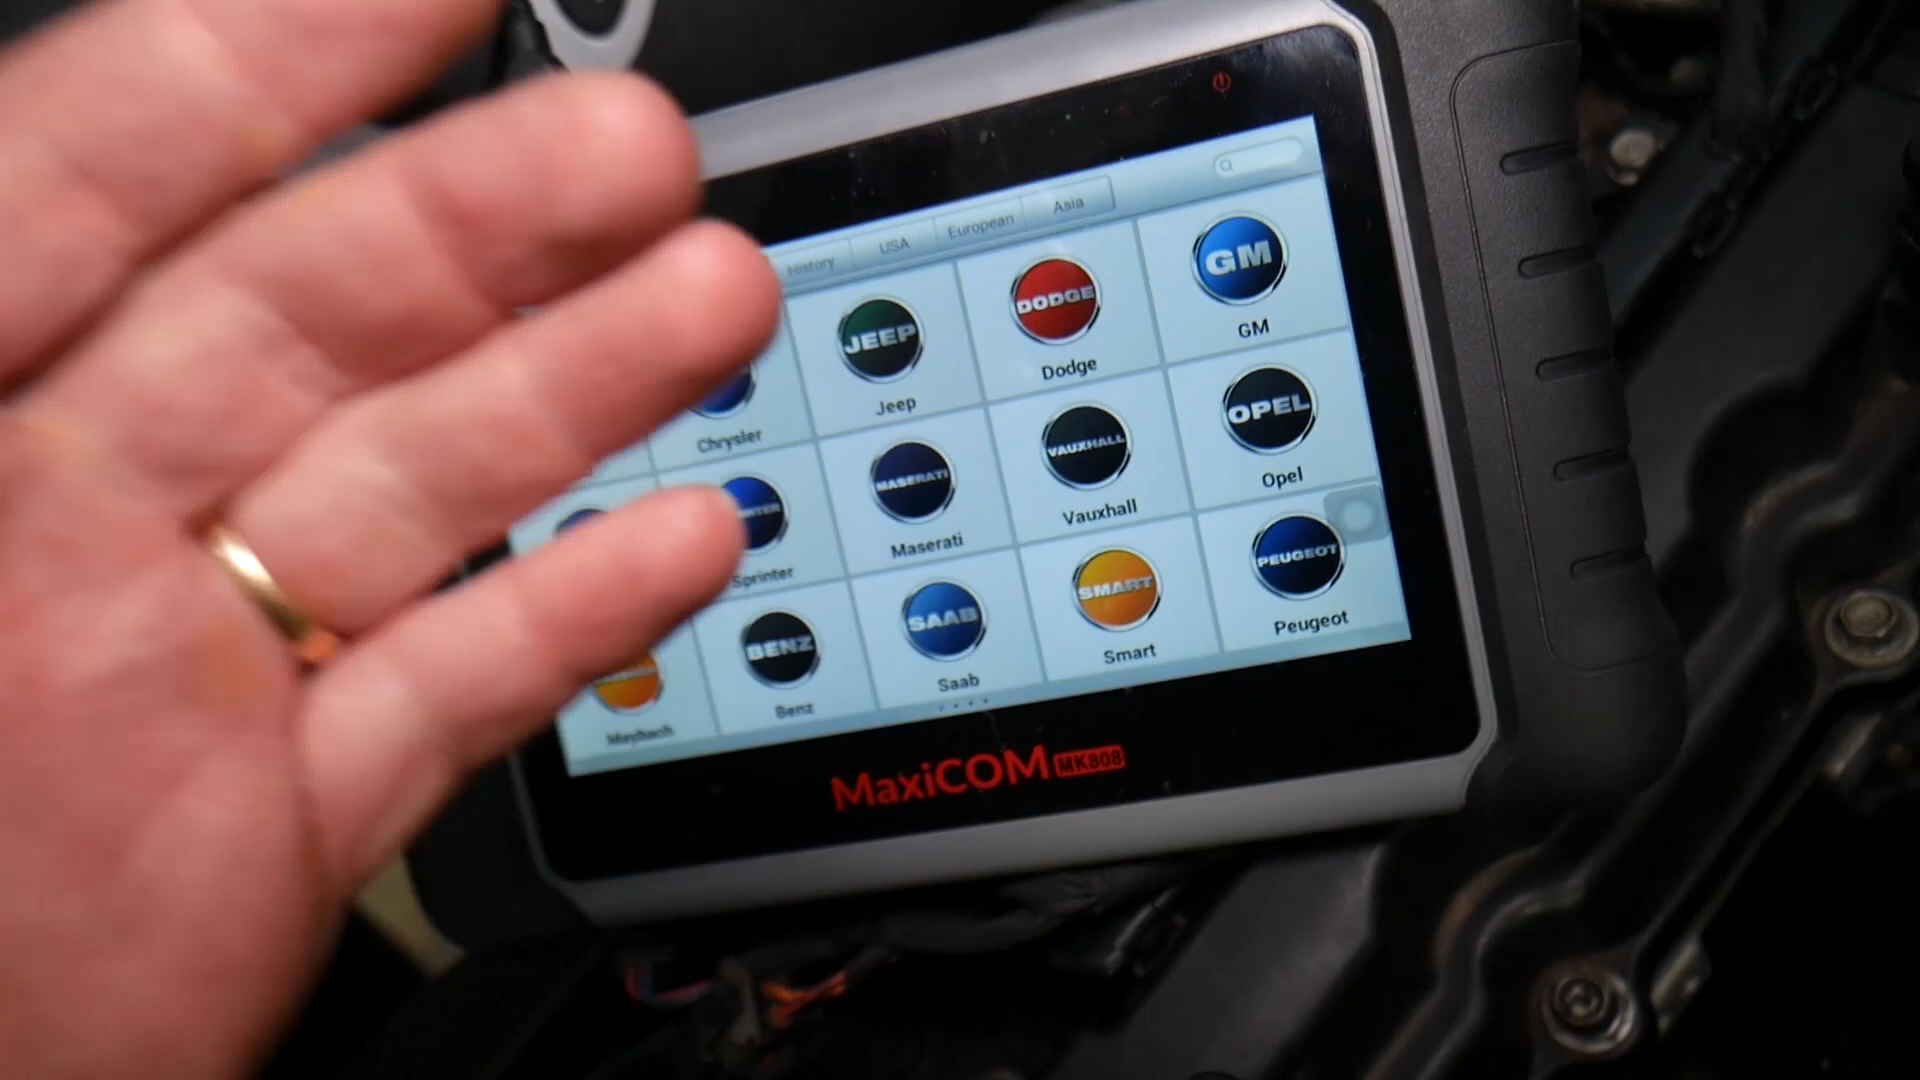 History USA European Asia
JEEP DODGE GM
Chrysler Jeep Dodge GM
MASERATI VAUXHALL OPEL
Sprinter Maserati Vauxhall Opel
BENZ SAAB SMART PEUGEOT
Maybach Benz Saab Smart Peugeot
MaxiCOM MK808